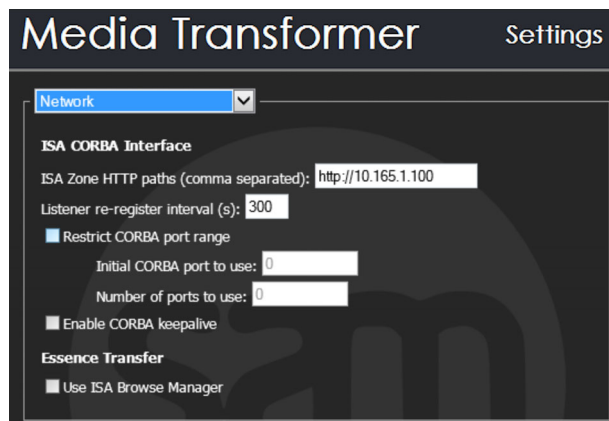 Media Transformer Settings
Network
ISA CORBA Interface
ISA Zone HTTP paths (comma separated): http://10.165.1.100
Listener re-register interval (s): 300
Restrict CORBA port range
Initial CORBA port to use: 0
Number of ports to use: 0
Enable CORBA keepalive
Essence Transfer
Use ISA Browse Manager
sam